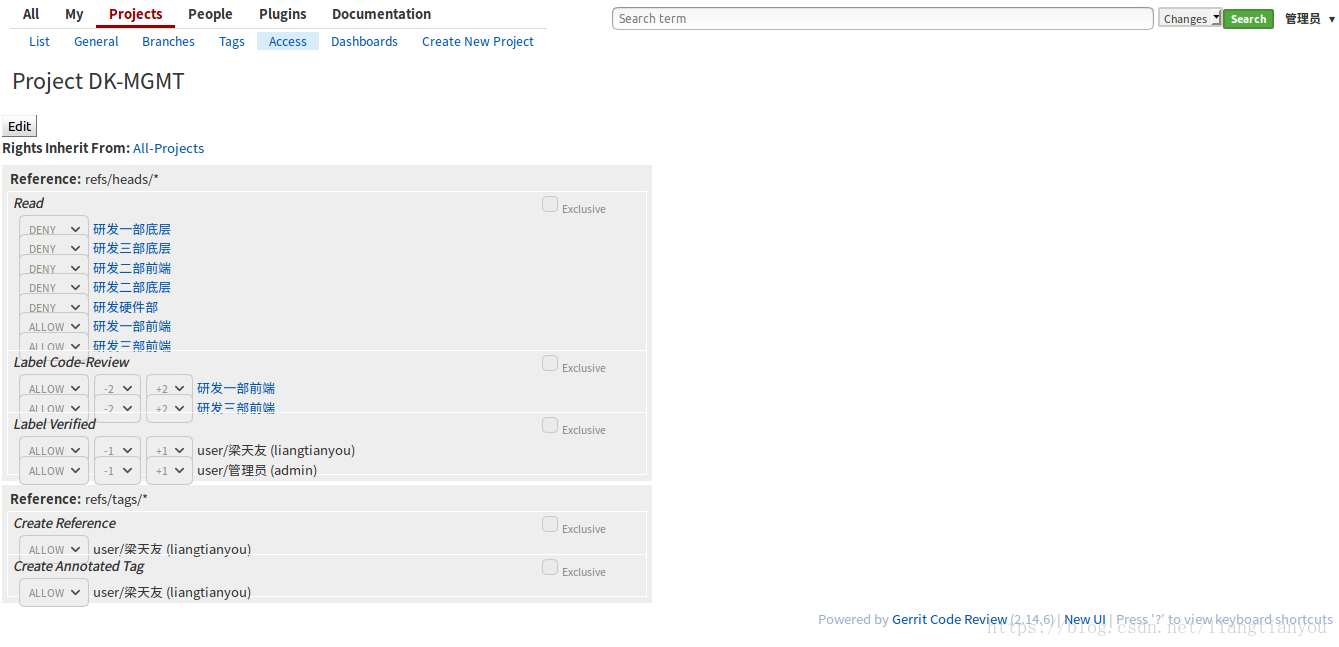 All My Projects People Plugins Documentation
Search term Changes Search 管理员 ▼
List General Branches Tags Access Dashboards Create New Project
Project DK-MGMT
Edit
Rights Inherit From: All-Projects
Reference: refs/heads/*
Read Exclusive
DENY 研发一部底层
DENY 研发三部底层
DENY 研发二部前端
DENY 研发二部底层
DENY 研发硬件部
ALLOW 研发一部前端
ALLOW 研发三部前端
Label Code-Review Exclusive
ALLOW -2 +2 研发一部前端
ALLOW -2 +2 研发三部前端
Label Verified Exclusive
ALLOW -1 +1 user/梁天友 (liangtianyou)
ALLOW -1 +1 user/管理员 (admin)
Reference: refs/tags/*
Create Reference Exclusive
ALLOW user/梁天友 (liangtianyou)
Create Annotated Tag Exclusive
ALLOW user/梁天友 (liangtianyou)
Powered by Gerrit Code Review (2.14.6) | New UI | Press '?' to view keyboard shortcuts
https://blog.csdn.net/liangtianyou